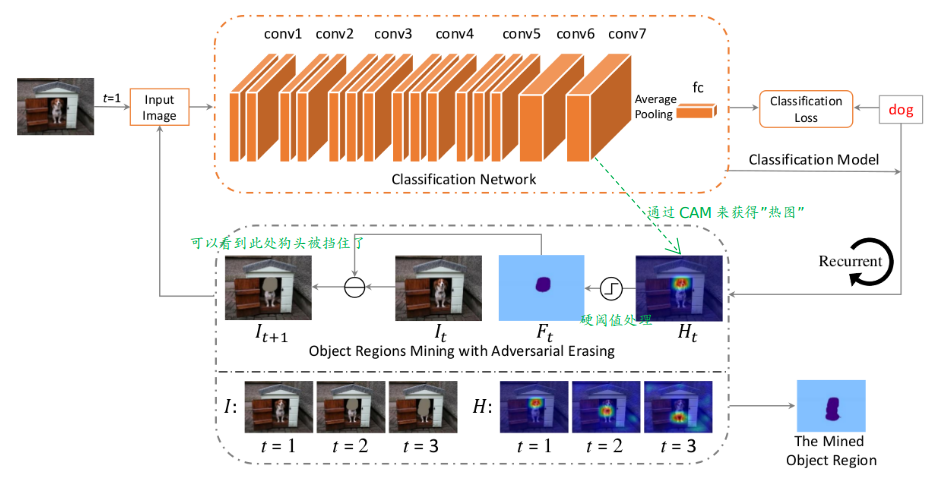 conv1 conv2 conv3 conv4 conv5 conv6 conv7
t=1
Input
Image
Average
Pooling
fc
Classification
Loss
dog
Classification Network
Classification Model
通过 CAM 来获得"热图"
可以看到此处狗头被挡住了
Recurrent
硬阈值处理
I_{t+1}
I_t
F_t
H_t
Object Regions Mining with Adversarial Erasing
I:
H:
t = 1 t = 2 t = 3
t = 1 t = 2 t = 3
The Mined
Object Region